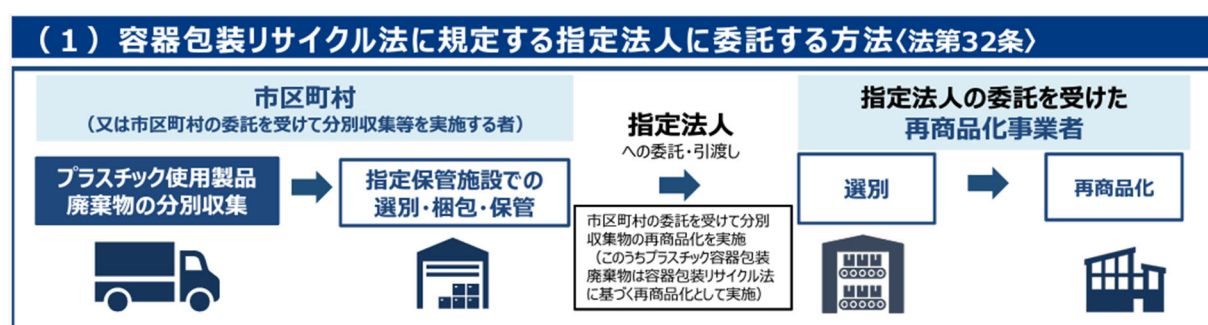 （１）容器包装リサイクル法に規定する指定法人に委託する方法〈法第32条〉
市区町村
（又は市区町村の委託を受けて分別収集等を実施する者）
プラスチック使用製品
廃棄物の分別収集
指定保管施設での
選別・梱包・保管
指定法人
への委託・引渡し
市区町村の委託を受けて分別
収集物の再商品化を実施
（このうちプラスチック容器包装
廃棄物は容器包装リサイクル法
に基づく再商品化として実施）
指定法人の委託を受けた
再商品化事業者
選別
再商品化